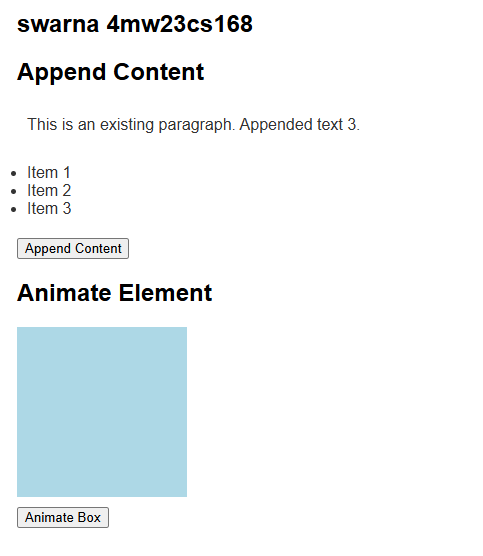 swarna 4mw23cs168
Append Content
This is an existing paragraph. Appended text 3.
Item 1
Item 2
Item 3
Append Content
Animate Element
Animate Box